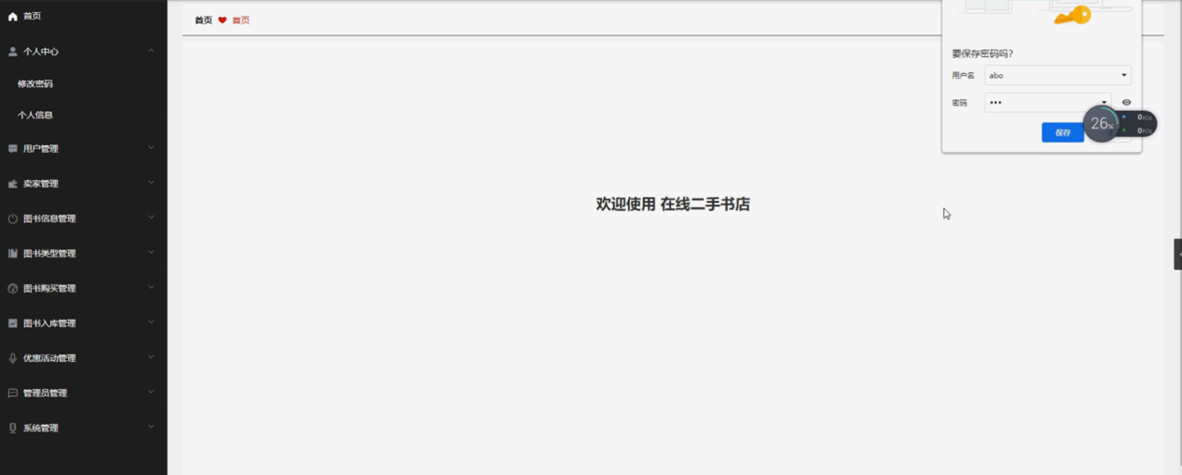 首页
个人中心
修改密码
个人信息
用户管理
卖家管理
图书信息管理
图书类型管理
图书购买管理
图书入库管理
优惠活动管理
管理员管理
系统管理
首页 首页
欢迎使用 在线二手书店
要保存密码吗?
用户名 abo
密码 •••
保存
26%
0K/s
0K/s